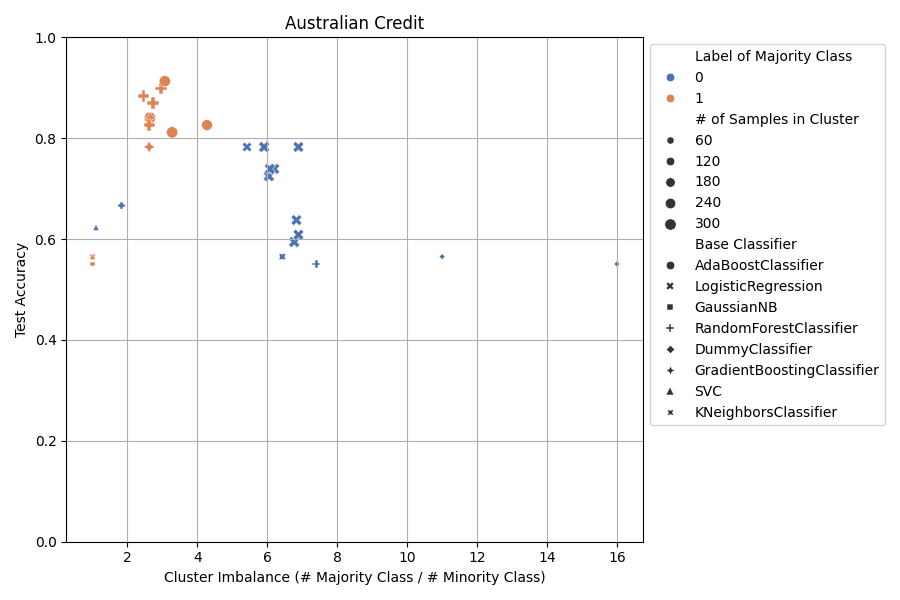 Australian Credit
1.0
0.8
0.6
0.4
0.2
0.0
Test Accuracy
2 4 6 8 10 12 14 16
Cluster Imbalance (# Majority Class / # Minority Class)
Label of Majority Class
0
1
# of Samples in Cluster
60
120
180
240
300
Base Classifier
AdaBoostClassifier
LogisticRegression
GaussianNB
RandomForestClassifier
DummyClassifier
GradientBoostingClassifier
SVC
KNeighborsClassifier